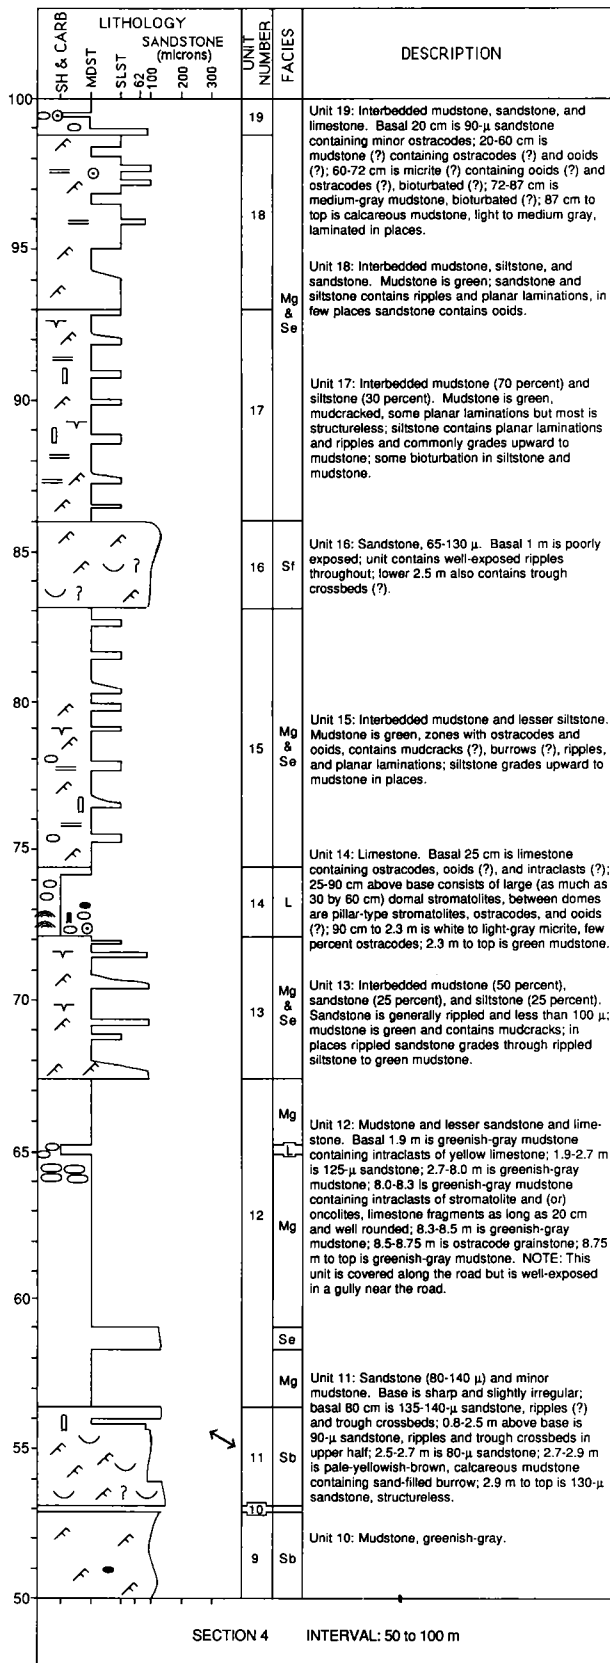 LITHOLOGY
SH & CARB
MDST
SLST
SANDSTONE
(microns)
62
100
200
300
UNIT
NUMBER
FACIES
DESCRIPTION
100
95
90
85
80
75
70
65
60
55
50
19
18
17
16
15
14
13
12
11
10
9
Mg
&
Se
Sf
Mg
&
Se
L
Mg
&
Se
Mg
L
Mg
Se
Mg
Sb
Sb
?
?
?
Unit 19: Interbedded mudstone, sandstone, and
limestone. Basal 20 cm is 90-μ sandstone
containing minor ostracodes; 20-60 cm is
mudstone (?) containing ostracodes (?) and ooids
(?); 60-72 cm is micrite (?) containing ooids (?) and
ostracodes (?), bioturbated (?); 72-87 cm is
medium-gray mudstone, bioturbated (?); 87 cm to
top is calcareous mudstone, light to medium gray,
laminated in places.
Unit 18: Interbedded mudstone, siltstone, and
sandstone. Mudstone is green; sandstone and
siltstone contains ripples and planar laminations, in
few places sandstone contains ooids.
Unit 17: Interbedded mudstone (70 percent) and
siltstone (30 percent). Mudstone is green,
mudcracked, some planar laminations but most is
structureless; siltstone contains planar laminations
and ripples and commonly grades upward to
mudstone; some bioturbation in siltstone and
mudstone.
Unit 16: Sandstone, 65-130 μ. Basal 1 m is poorly
exposed; unit contains well-exposed ripples
throughout; lower 2.5 m also contains trough
crossbeds (?).
Unit 15: Interbedded mudstone and lesser siltstone.
Mudstone is green, zones with ostracodes and
ooids, contains mudcracks (?), burrows (?), ripples,
and planar laminations; siltstone grades upward to
mudstone in places.
Unit 14: Limestone. Basal 25 cm is limestone
containing ostracodes, ooids (?), and intraclasts (?);
25-90 cm above base consists of large (as much as
30 by 60 cm) domal stromatolites, between domes
are pillar-type stromatolites, ostracodes, and ooids
(?); 90 cm to 2.3 m is white to light-gray micrite, few
percent ostracodes; 2.3 m to top is green mudstone.
Unit 13: Interbedded mudstone (50 percent),
sandstone (25 percent), and siltstone (25 percent).
Sandstone is generally rippled and less than 100 μ;
mudstone is green and contains mudcracks; in
places rippled sandstone grades through rippled
siltstone to green mudstone.
Unit 12: Mudstone and lesser sandstone and lime-
stone. Basal 1.9 m is greenish-gray mudstone
containing intraclasts of yellow limestone; 1.9-2.7 m
is 125-μ sandstone; 2.7-8.0 m is greenish-gray
mudstone; 8.0-8.3 is greenish-gray mudstone
containing intraclasts of stromatolite and (or)
oncolites, limestone fragments as long as 20 cm
and well rounded; 8.3-8.5 m is greenish-gray
mudstone; 8.5-8.75 m is ostracode grainstone; 8.75
m to top is greenish-gray mudstone. NOTE: This
unit is covered along the road but is well-exposed
in a gully near the road.
Unit 11: Sandstone (80-140 μ) and minor
mudstone. Base is sharp and slightly irregular;
basal 80 cm is 135-140-μ sandstone, ripples (?)
and trough crossbeds; 0.8-2.5 m above base is
90-μ sandstone, ripples and trough crossbeds in
upper half; 2.5-2.7 m is 80-μ sandstone; 2.7-2.9 m
is pale-yellowish-brown, calcareous mudstone
containing sand-filled burrow; 2.9 m to top is 130-μ
sandstone, structureless.
Unit 10: Mudstone, greenish-gray.
SECTION 4 INTERVAL: 50 to 100 m